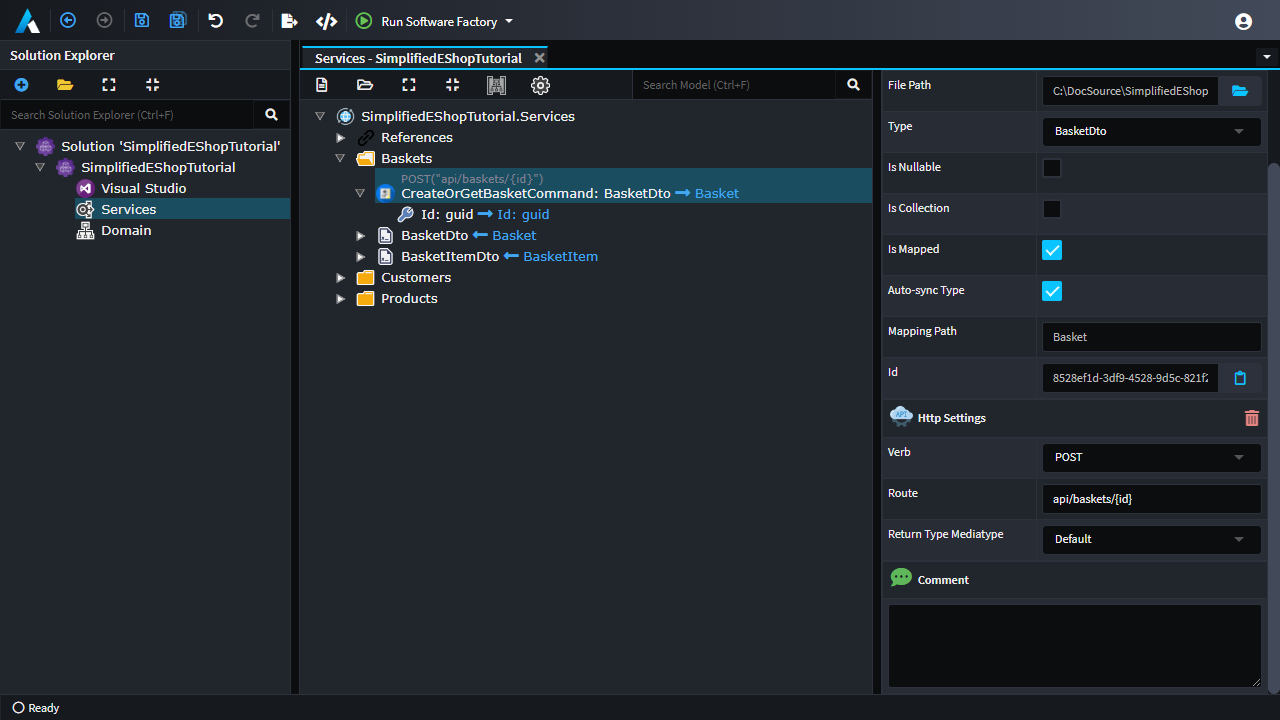 Run Software Factory
Solution Explorer
Search Solution Explorer (Ctrl+F)
Solution 'SimplifiedEShopTutorial'
SimplifiedEShopTutorial
Visual Studio
Services
Domain
Services - SimplifiedEShopTutorial
Search Model (Ctrl+F)
SimplifiedEShopTutorial.Services
References
Baskets
POST("api/baskets/{id}")
CreateOrGetBasketCommand: BasketDto → Basket
Id: guid → Id: guid
BasketDto ← Basket
BasketItemDto ← BasketItem
Customers
Products
File Path C:\DocSource\SimplifiedEShop
Type BasketDto
Is Nullable
Is Collection
Is Mapped
Auto-sync Type
Mapping Path Basket
Id 8528ef1d-3df9-4528-9d5c-821f2
API Http Settings
Verb POST
Route api/baskets/{id}
Return Type Mediatype Default
Comment
Ready